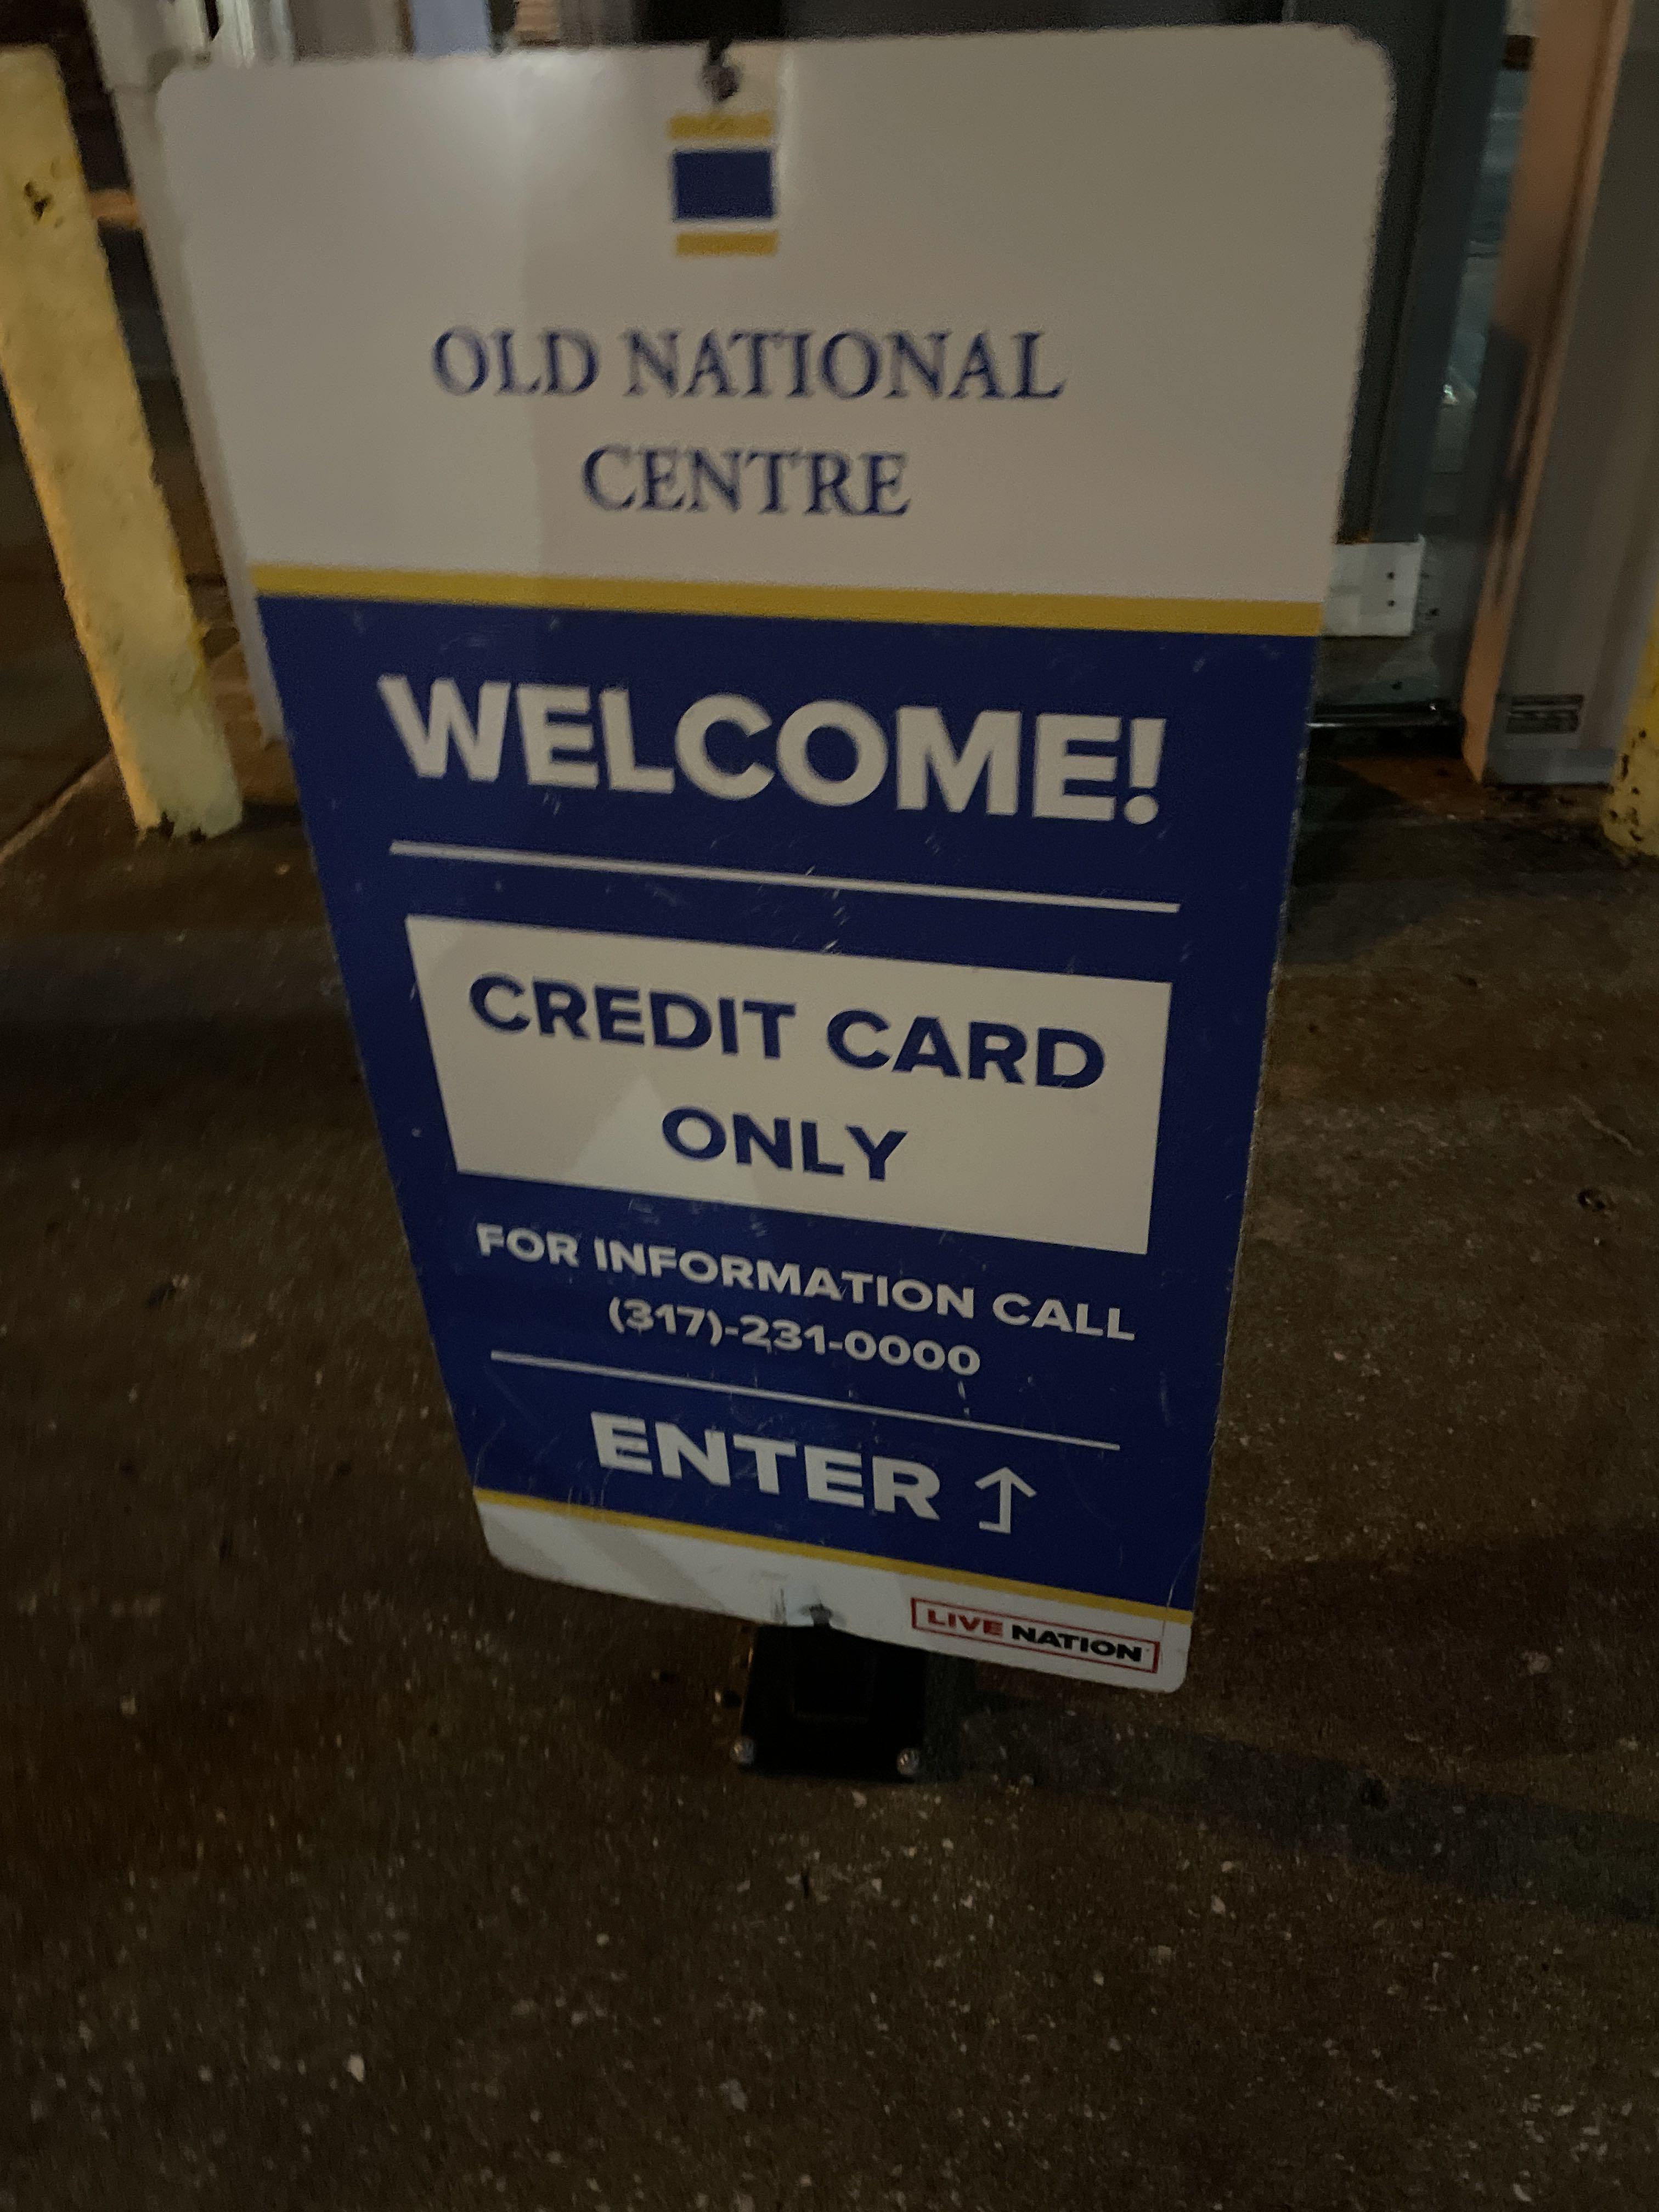 OLD NATIONAL
CENTRE
WELCOME!
CREDIT CARD
ONLY
FOR INFORMATION CALL
(317)-231-0000
ENTER ↑
LIVE NATION